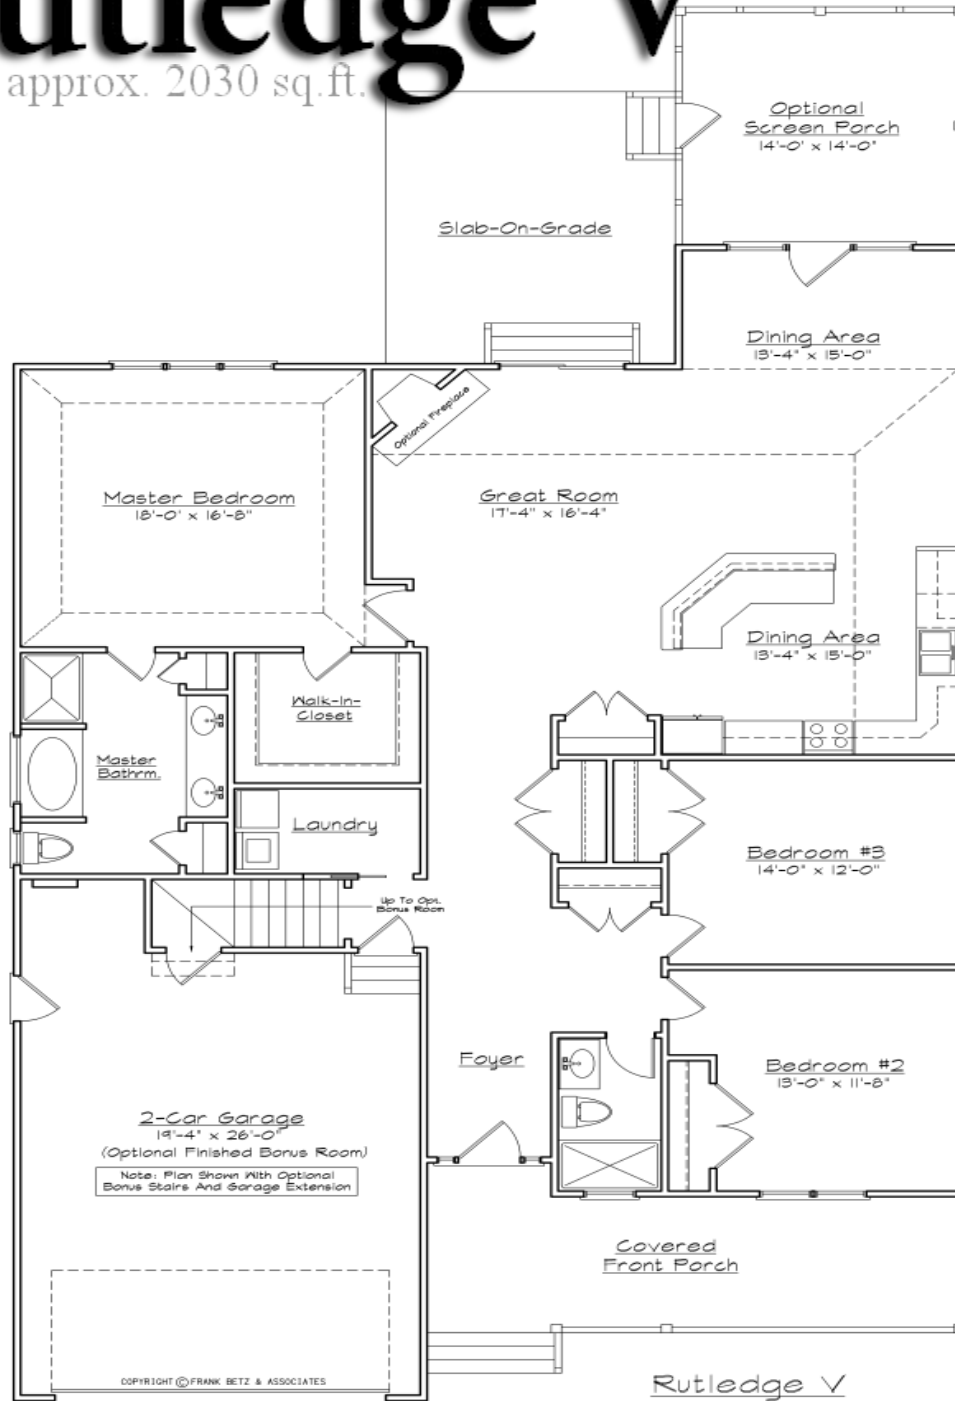 utledge V
approx. 2030 sq.ft.
Optional
Screen Porch
14'-0' x 14'-0"
Slab-On-Grade
Dining Area
13'-4" x 15'-0"
Optional Fireplace
Master Bedroom
18'-0' x 16'-8"
Great Room
17'-4" x 16'-4"
Dining Area
13'-4" x 15'-0"
Walk-In-
Closet
Master
Bathrm.
Laundry
Bedroom #3
14'-0" x 12'-0"
Up To Opt.
Bonus Room
Foyer
Bedroom #2
13'-0" x 11'-8"
2-Car Garage
19'-4" x 26'-0"
(Optional Finished Bonus Room)
Note: Plan Shown With Optional
Bonus Stairs And Garage Extension
Covered
Front Porch
COPYRIGHT © FRANK BETZ & ASSOCIATES
Rutledge V